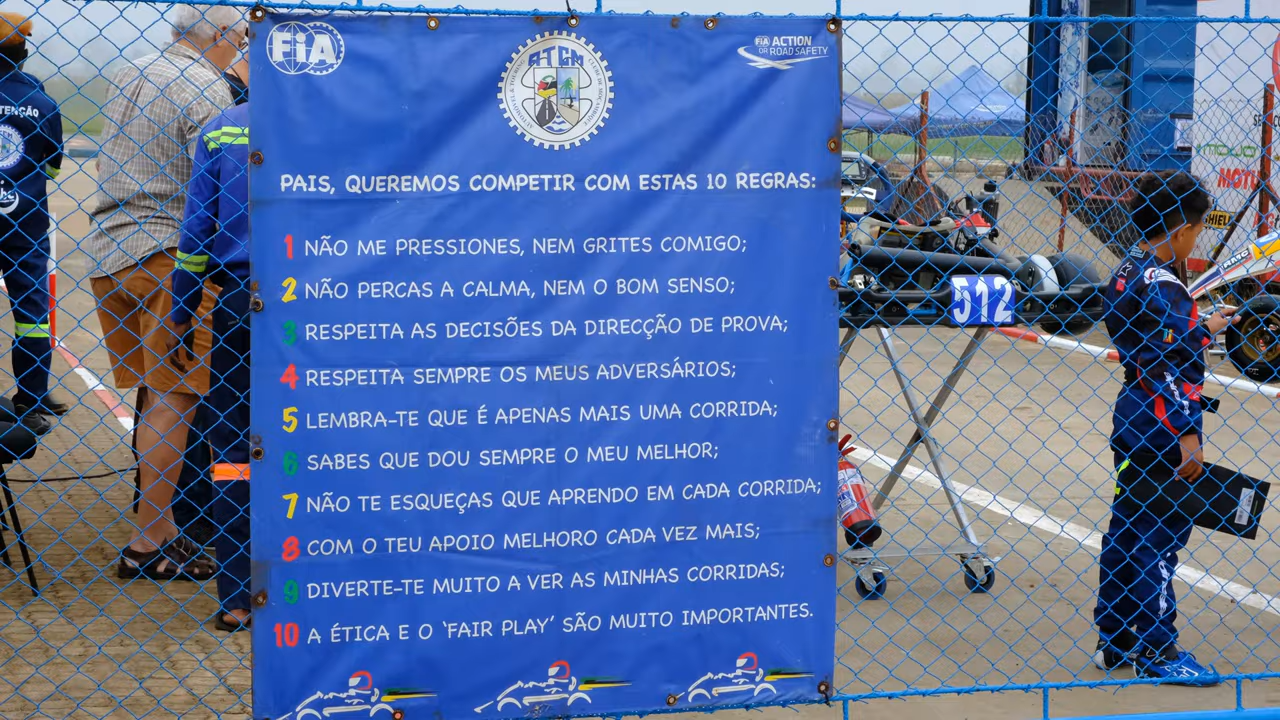 FiA
ATCM
FiA ACTION
FOR ROAD SAFETY
PAIS, QUEREMOS COMPETIR COM ESTAS 10 REGRAS:
1 NÃO ME PRESSIONES, NEM GRITES COMIGO;
2 NÃO PERCAS A CALMA, NEM O BOM SENSO;
3 RESPEITA AS DECISÕES DA DIRECÇÃO DE PROVA;
4 RESPEITA SEMPRE OS MEUS ADVERSÁRIOS;
5 LEMBRA-TE QUE É APENAS MAIS UMA CORRIDA;
6 SABES QUE DOU SEMPRE O MEU MELHOR;
7 NÃO TE ESQUEÇAS QUE APRENDO EM CADA CORRIDA;
8 COM O TEU APOIO MELHORO CADA VEZ MAIS;
9 DIVERTE-TE MUITO A VER AS MINHAS CORRIDAS;
10 A ÉTICA E O 'FAIR PLAY' SÃO MUITO IMPORTANTES.
512